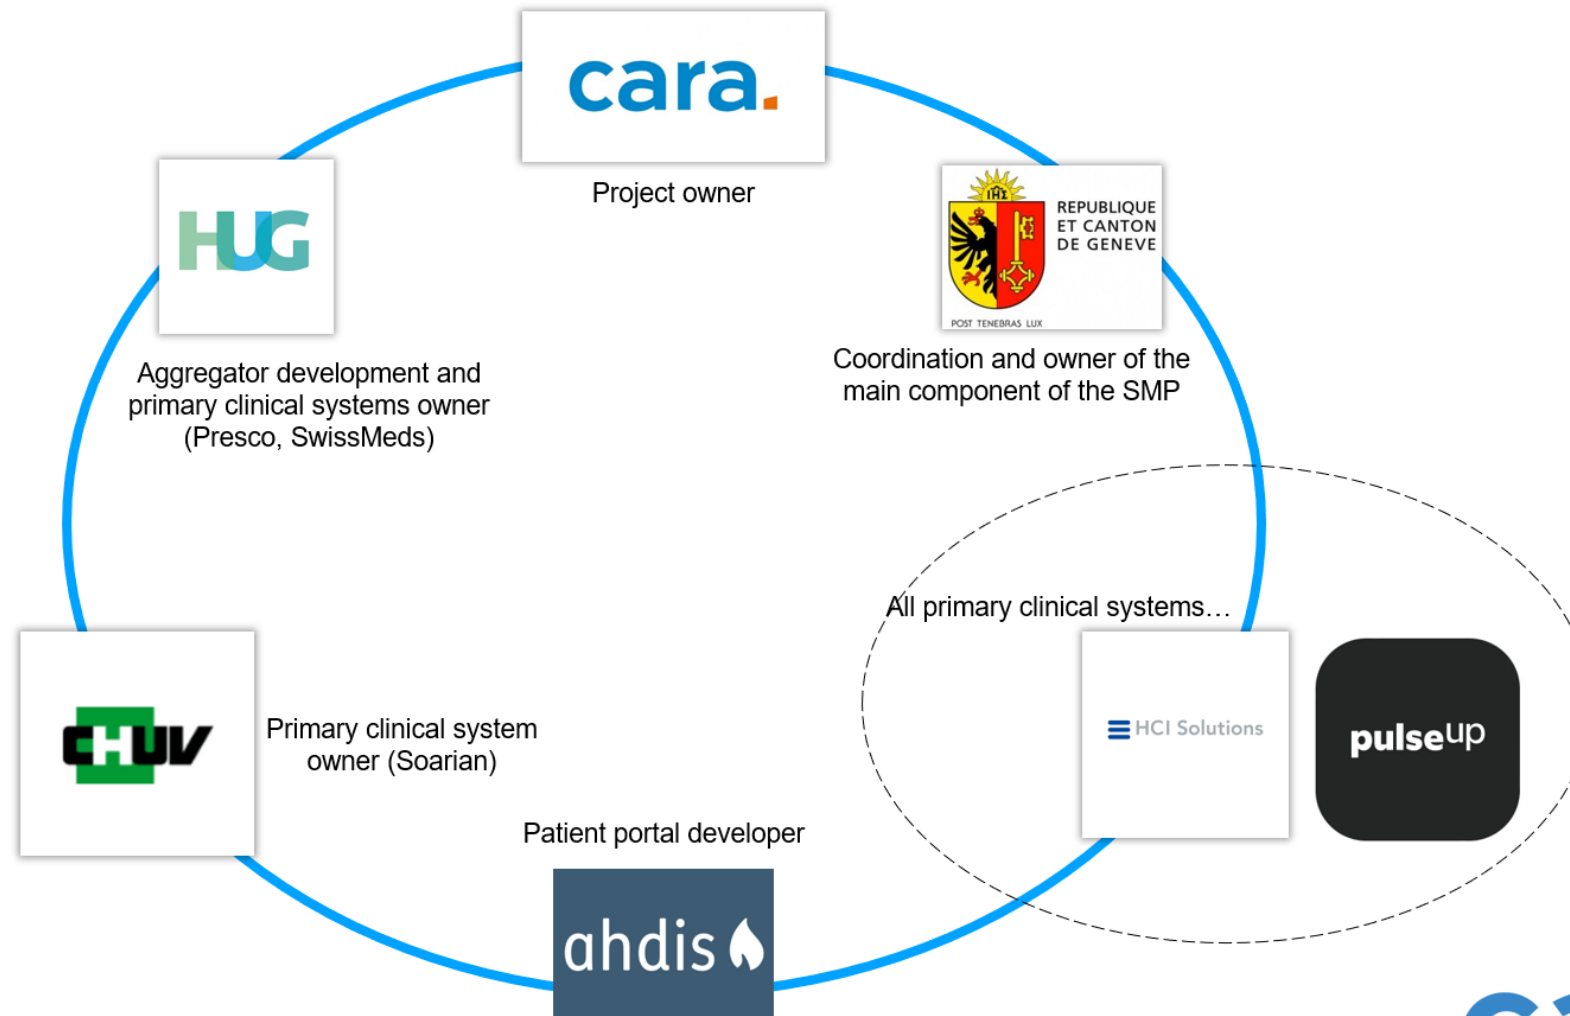 cara.
Project owner
HUG
REPUBLIQUE
ET CANTON
DE GENEVE
POST TENEBRAS LUX
Coordination and owner of the
main component of the SMP
Aggregator development and
primary clinical systems owner
(Presco, SwissMeds)
All primary clinical systems…
HCI Solutions
pulseup
CHUV
Primary clinical system
owner (Soarian)
Patient portal developer
ahdis